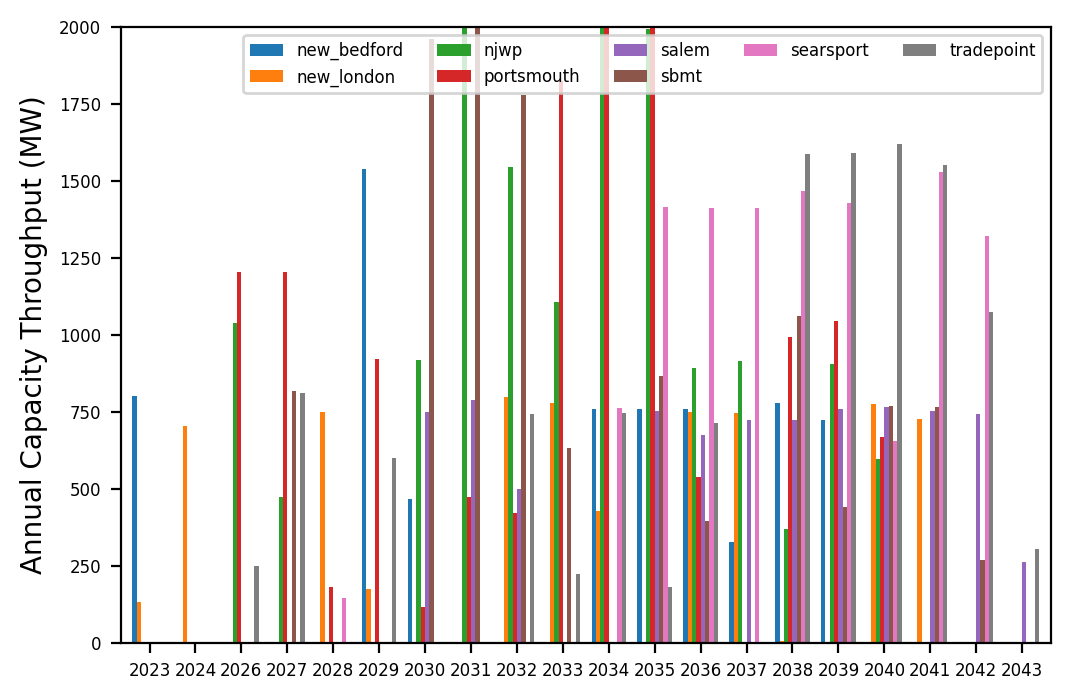 Annual Capacity Throughput (MW)
2000
1750
1500
1250
1000
750
500
250
0
new_bedford njwp salem searsport tradepoint
new_london portsmouth sbmt
2023 2024 2026 2027 2028 2029 2030 2031 2032 2033 2034 2035 2036 2037 2038 2039 2040 2041 2042 2043